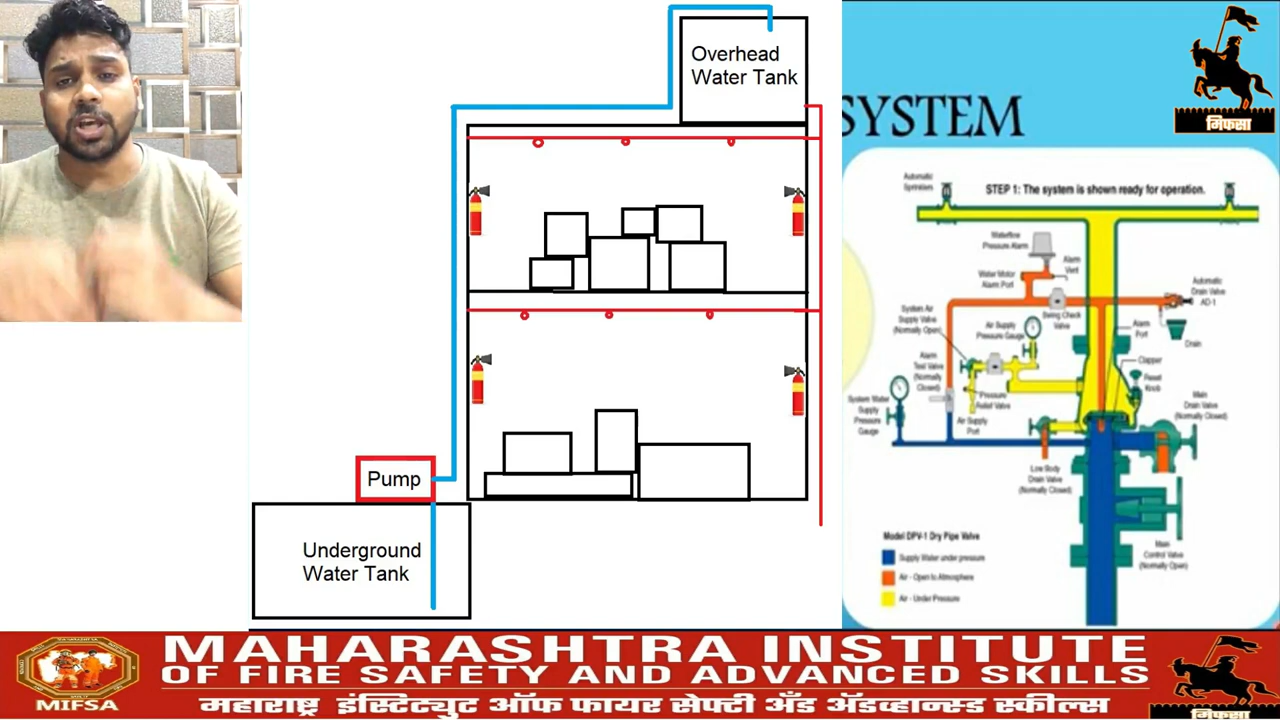 Overhead
Water Tank
Pump
Underground
Water Tank
SYSTEM
मिफसा
STEP 1: The system is shown ready for operation.
Automatic
Sprinklers
Waterflow
Pressure Alarm
Alarm
Vent
Water Motor
Alarm Port
Automatic
Drain Valve
AD-1
System Air
Supply Valve
(Normally Open)
Air Supply
Pressure Gauge
Swing Check
Valve
Alarm
Port
Drain
Clapper
Alarm
Test Valve
(Normally
Closed)
Reset
Knob
Pressure
Relief Valve
Main
Drain Valve
(Normally Closed)
System Water
Supply
Pressure
Gauge
Air Supply
Port
Low Body
Drain Valve
(Normally Closed)
Main
Control Valve
(Normally Open)
Model DPV-1 Dry Pipe Valve
Supply Water under pressure
Air - Open to Atmosphere
Air - Under Pressure
MAHARASHTRA INSTITUTE
OF FIRE SAFETY AND ADVANCED SKILLS
महाराष्ट्र इंस्टिट्युट ऑफ फायर सेफ्टी अँड अ‍ॅडव्हान्स्ड स्कील्स
MIFSA
मिफसा